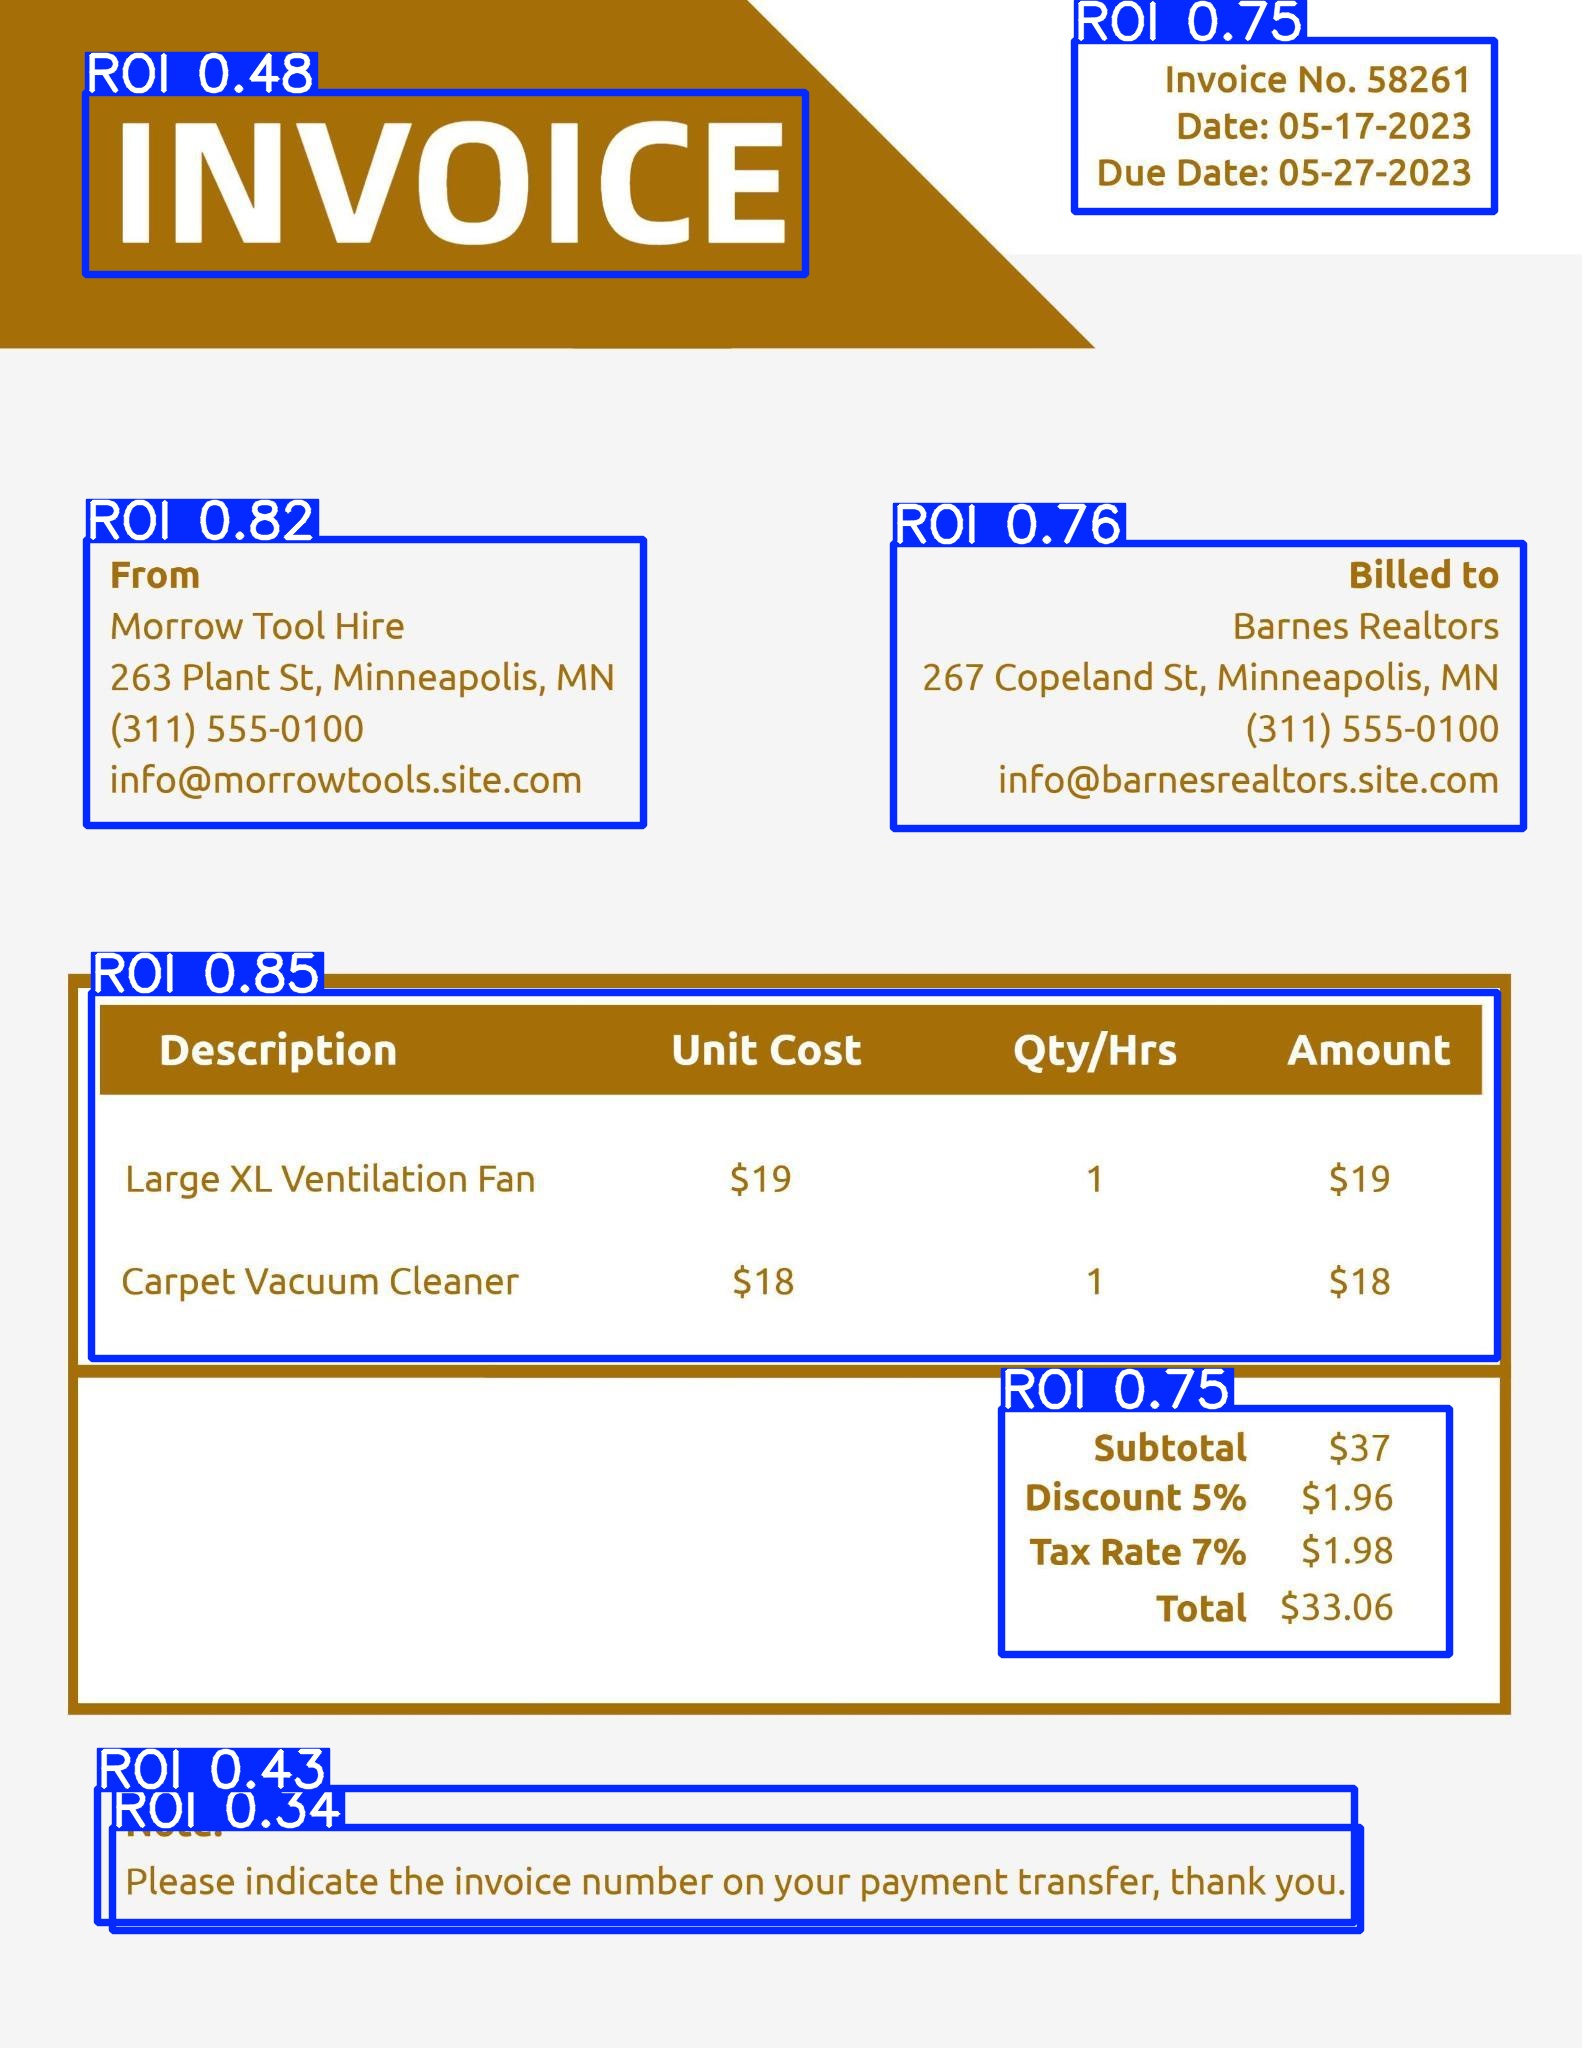 ROI 0.48
INVOICE
ROI 0.75
Invoice No. 58261
Date: 05-17-2023
Due Date: 05-27-2023
ROI 0.82
From
Morrow Tool Hire
263 Plant St, Minneapolis, MN
(311) 555-0100
info@morrowtools.site.com
ROI 0.76
Billed to
Barnes Realtors
267 Copeland St, Minneapolis, MN
(311) 555-0100
info@barnesrealtors.site.com
ROI 0.85
Description Unit Cost Qty/Hrs Amount
Large XL Ventilation Fan $19 1 $19
Carpet Vacuum Cleaner $18 1 $18
ROI 0.75
Subtotal $37
Discount 5% $1.96
Tax Rate 7% $1.98
Total $33.06
ROI 0.43
ROI 0.34
Note:
Please indicate the invoice number on your payment transfer, thank you.